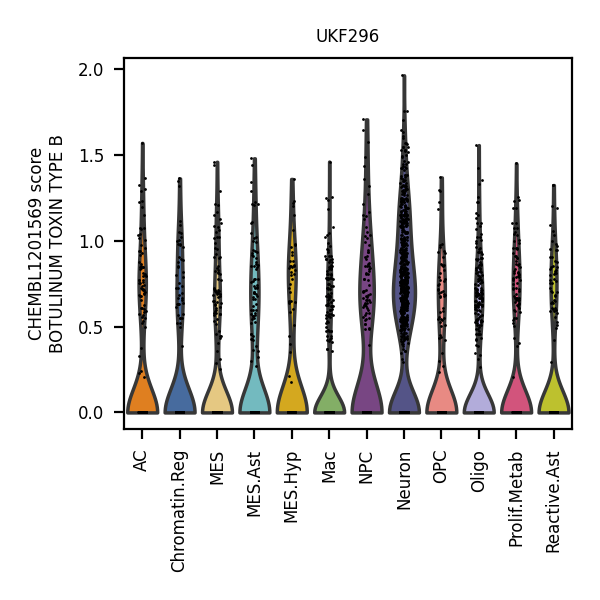 UKF296
CHEMBL1201569 score
BOTULINUM TOXIN TYPE B
2.0
1.5
1.0
0.5
0.0
AC
Chromatin.Reg
MES
MES.Ast
MES.Hyp
Mac
NPC
Neuron
OPC
Oligo
Prolif.Metab
Reactive.Ast